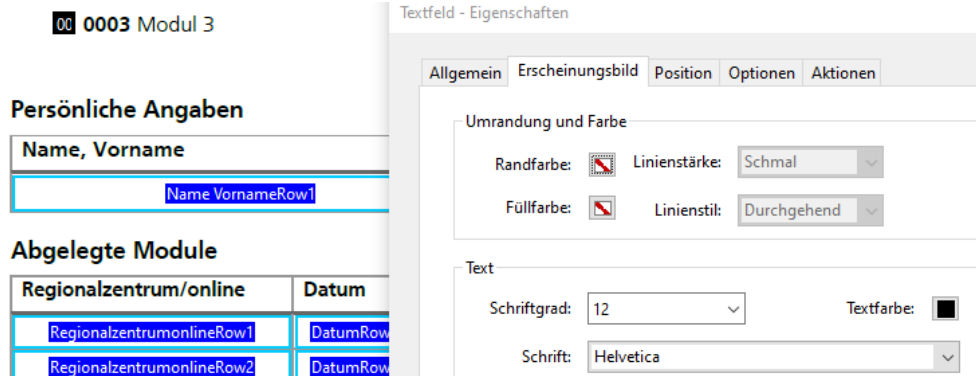 00 0003 Modul 3
Persönliche Angaben
Name, Vorname
Name VornameRow1
Abgelegte Module
Regionalzentrum/online Datum
RegionalzentrumonlineRow1 DatumRow
RegionalzentrumonlineRow2 DatumRow
Textfeld - Eigenschaften
Allgemein Erscheinungsbild Position Optionen Aktionen
Umrandung und Farbe
Randfarbe: Linienstärke: Schmal
Füllfarbe: Linienstil: Durchgehend
Text
Schriftgrad: 12 Textfarbe:
Schrift: Helvetica